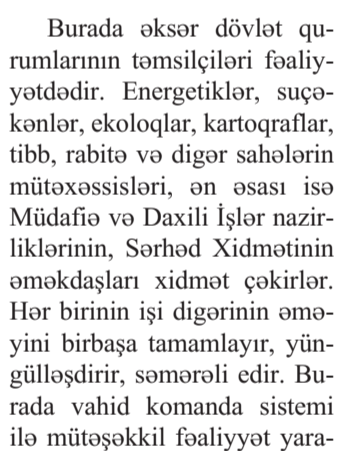 Burada əksər dövlət qu-
rumlarının təmsilçiləri fəaliy-
yətdədir. Energetiklər, suçə-
kənlər, ekoloqlar, kartoqraflar,
tibb, rabitə və digər sahələrin
mütəxəssisləri, ən əsası isə
Müdafiə və Daxili İşlər nazir-
liklərinin, Sərhəd Xidmətinin
əməkdaşları xidmət çəkirlər.
Hər birinin işi digərinin əmə-
yini birbaşa tamamlayır, yün-
gülləşdirir, səmərəli edir. Bu-
rada vahid komanda sistemi
ilə mütəşəkkil fəaliyyət yara-